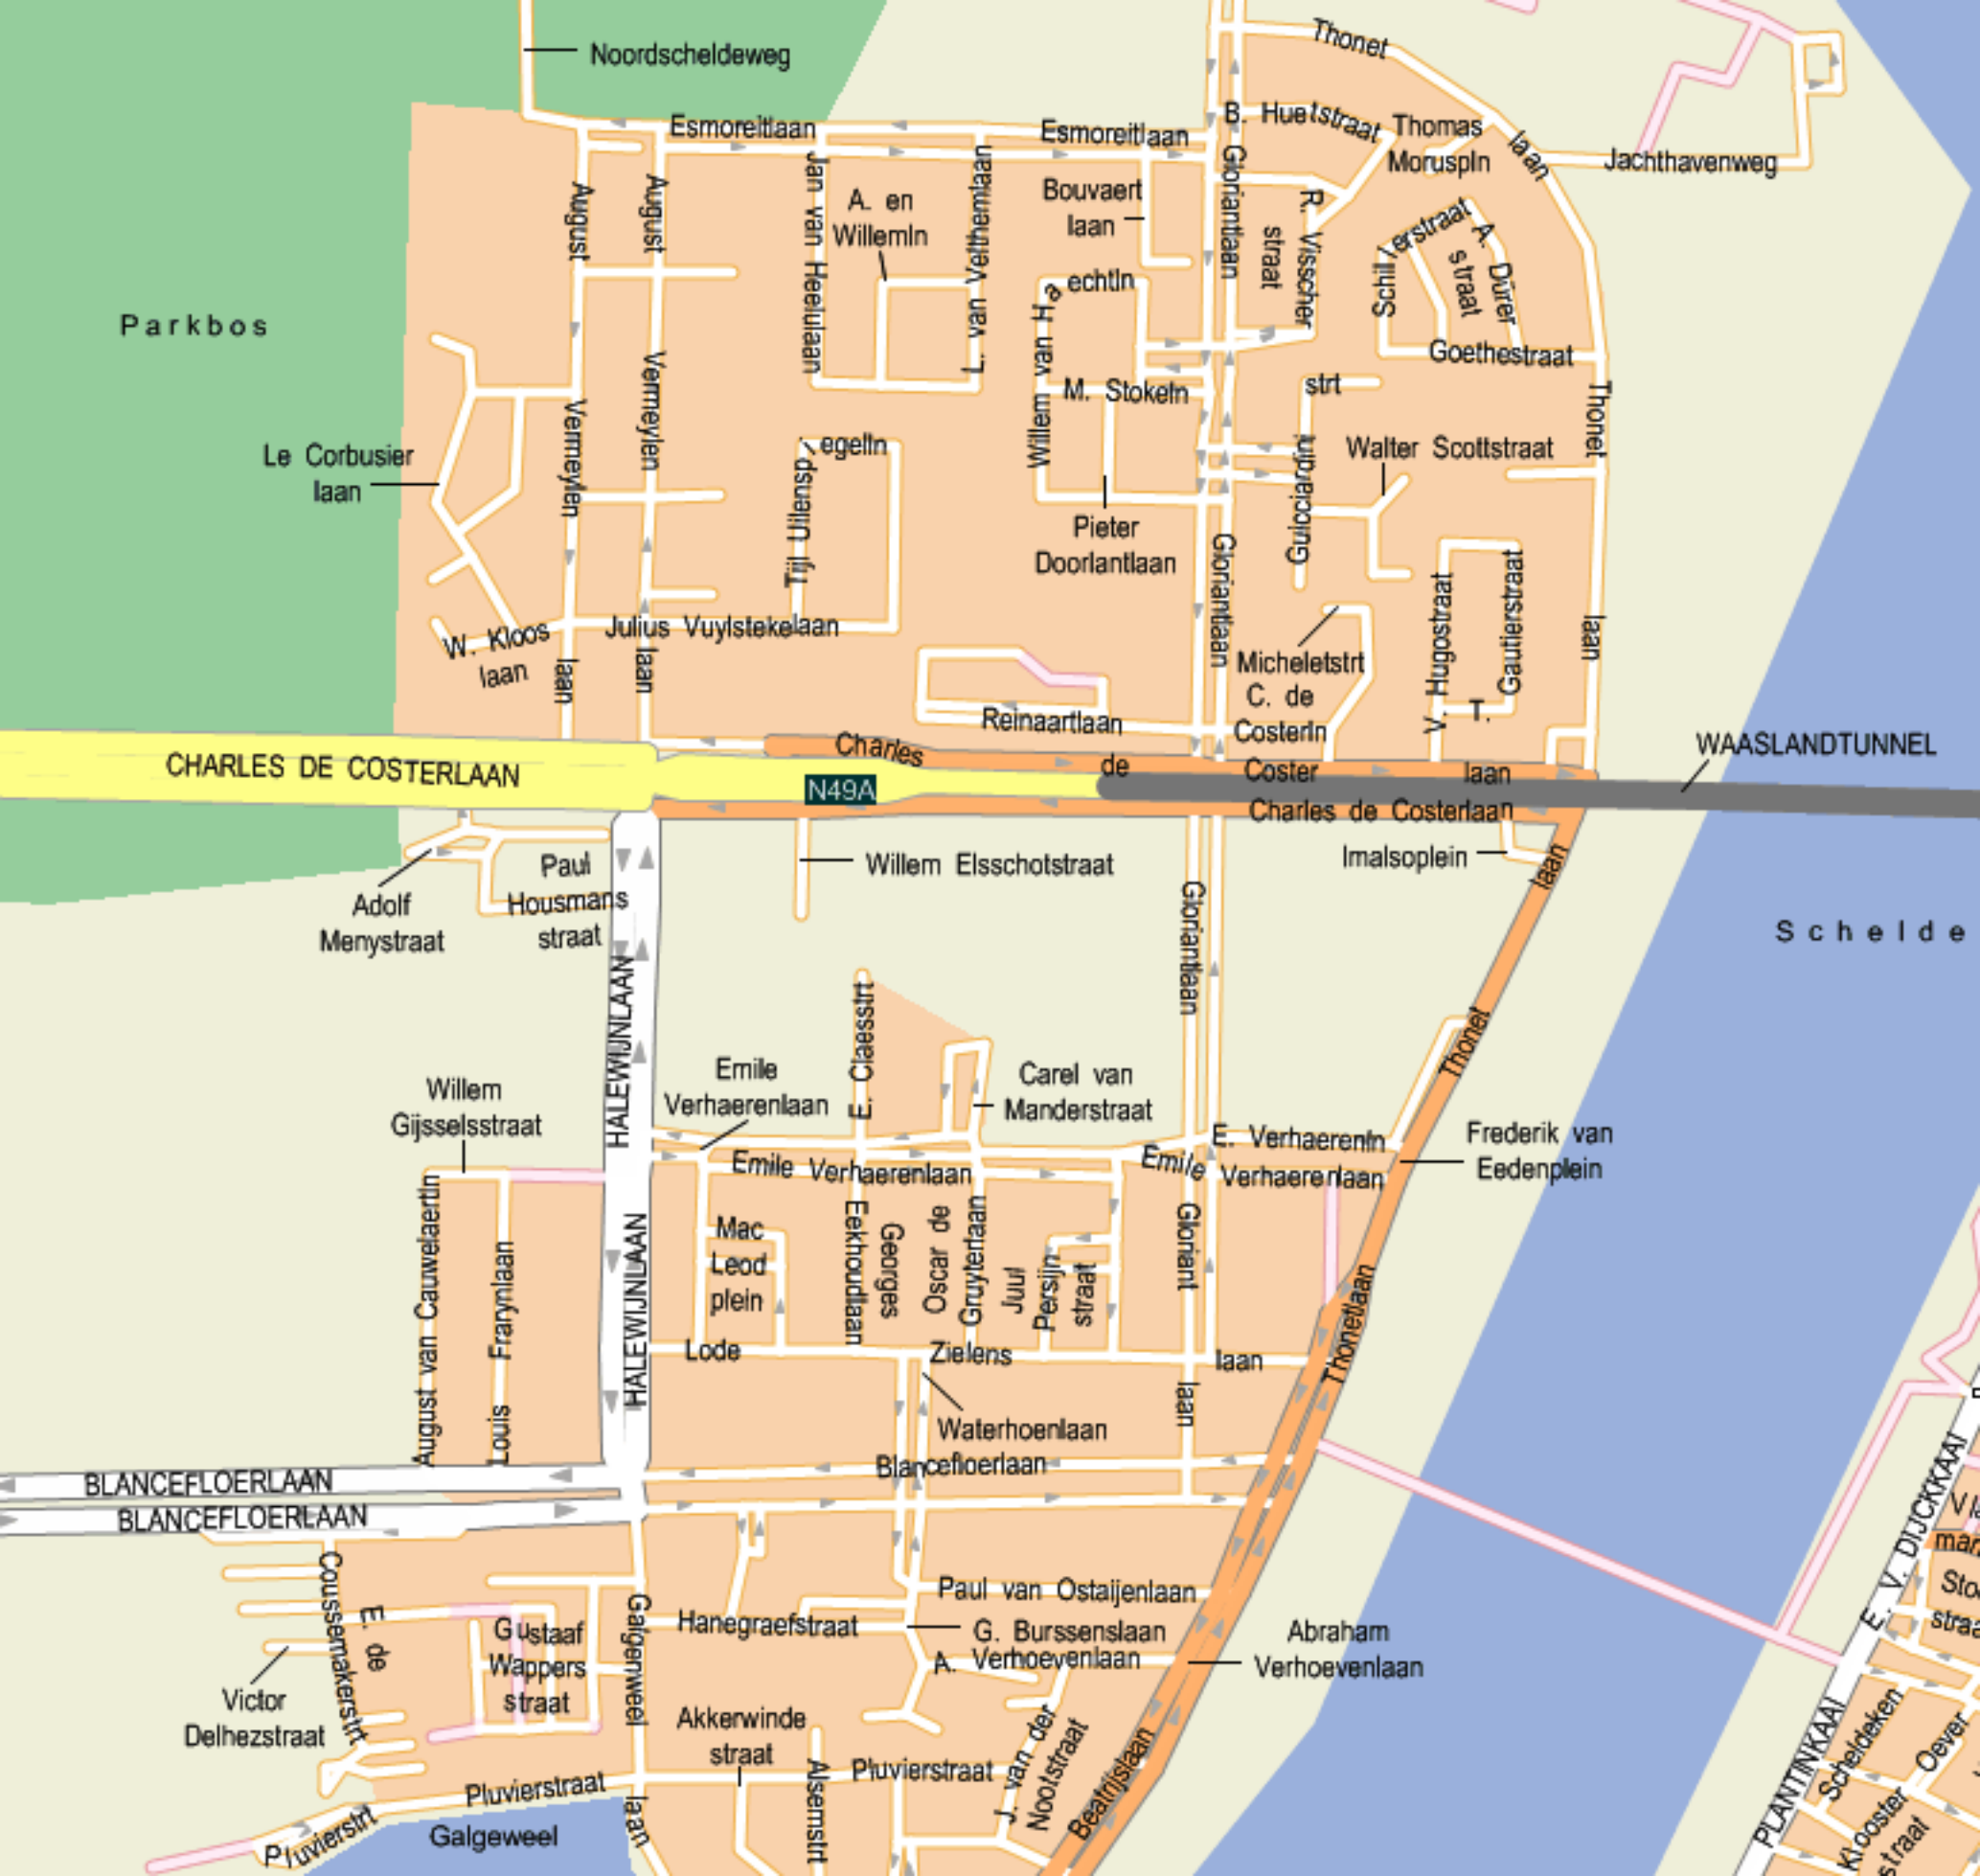 Noordscheldeweg
Thonet
laan
Esmoreitlaan
Esmoreitlaan
B. Huetstraat
Thomas
Moruspln
Jachthavenweg
August
August
Jan van Heelulaan
A. en
Willemln
L. van Velthemlaan
Bouvaert
laan
Gloriantlaan
R. Visscher
straat
Schillerstraat
A. Dürer
straat
Goethestraat
Parkbos
Willem van Ha
echtln
M. Stokeln
strt
Guicciardini
Walter Scottstraat
Thonet
laan
Vermeylen
Vermeylen
Le Corbusier
laan
Tijl Uilensp
egelln
Pieter
Doorlantlaan
Gloriantlaan
W. Kloos
laan
laan
Julius Vuylstekelaan
laan
Micheletstrt
C. de
Costerln
V. Hugostraat
T.
Gautierstraat
Reinaartlaan
CHARLES DE COSTERLAAN
Charles
de
Coster
laan
N49A
WAASLANDTUNNEL
Charles de Costerlaan
Imalsoplein
laan
Paul
Housmans
straat
Adolf
Menystraat
Willem Elsschotstraat
Gloriantlaan
Schelde
HALEWIJNLAAN
E. Claesstrt
Thonet
Emile
Verhaerenlaan
Carel van
Manderstraat
Willem
Gijsselsstraat
E. Verhaerenln
Frederik van
Eedenplein
Emile Verhaerenlaan
Emile
Verhaerenlaan
August van Cauwelaertln
Louis Frarynlaan
HALEWIJNLAAN
Mac
Leod
plein
Eekhoudlaan
Georges
Oscar de
Gruyterlaan
Juul
Persijn
straat
Gloriant
laan
Thonetlaan
Lode
Zielens
laan
Waterhoenlaan
Blancefloerlaan
BLANCEFLOERLAAN
BLANCEFLOERLAAN
E. V. DIJCKKAAI
Coussemakerstrt
E. de
Gustaaf
Wappers
straat
Galgenweel
laan
Hanegraefstraat
Paul van Ostaijenlaan
G. Burssenslaan
A. Verhoevenlaan
Abraham
Verhoevenlaan
Victor
Delhezstraat
Akkerwinde
straat
Alsemstrt
Pluvierstraat
Pluvierstraat
J. van der
Nootstraat
Beatrijslaan
Pluvierstrt
Galgeweel
PLANTINKAAI
Scheldeken
Oever
Klooster
straat